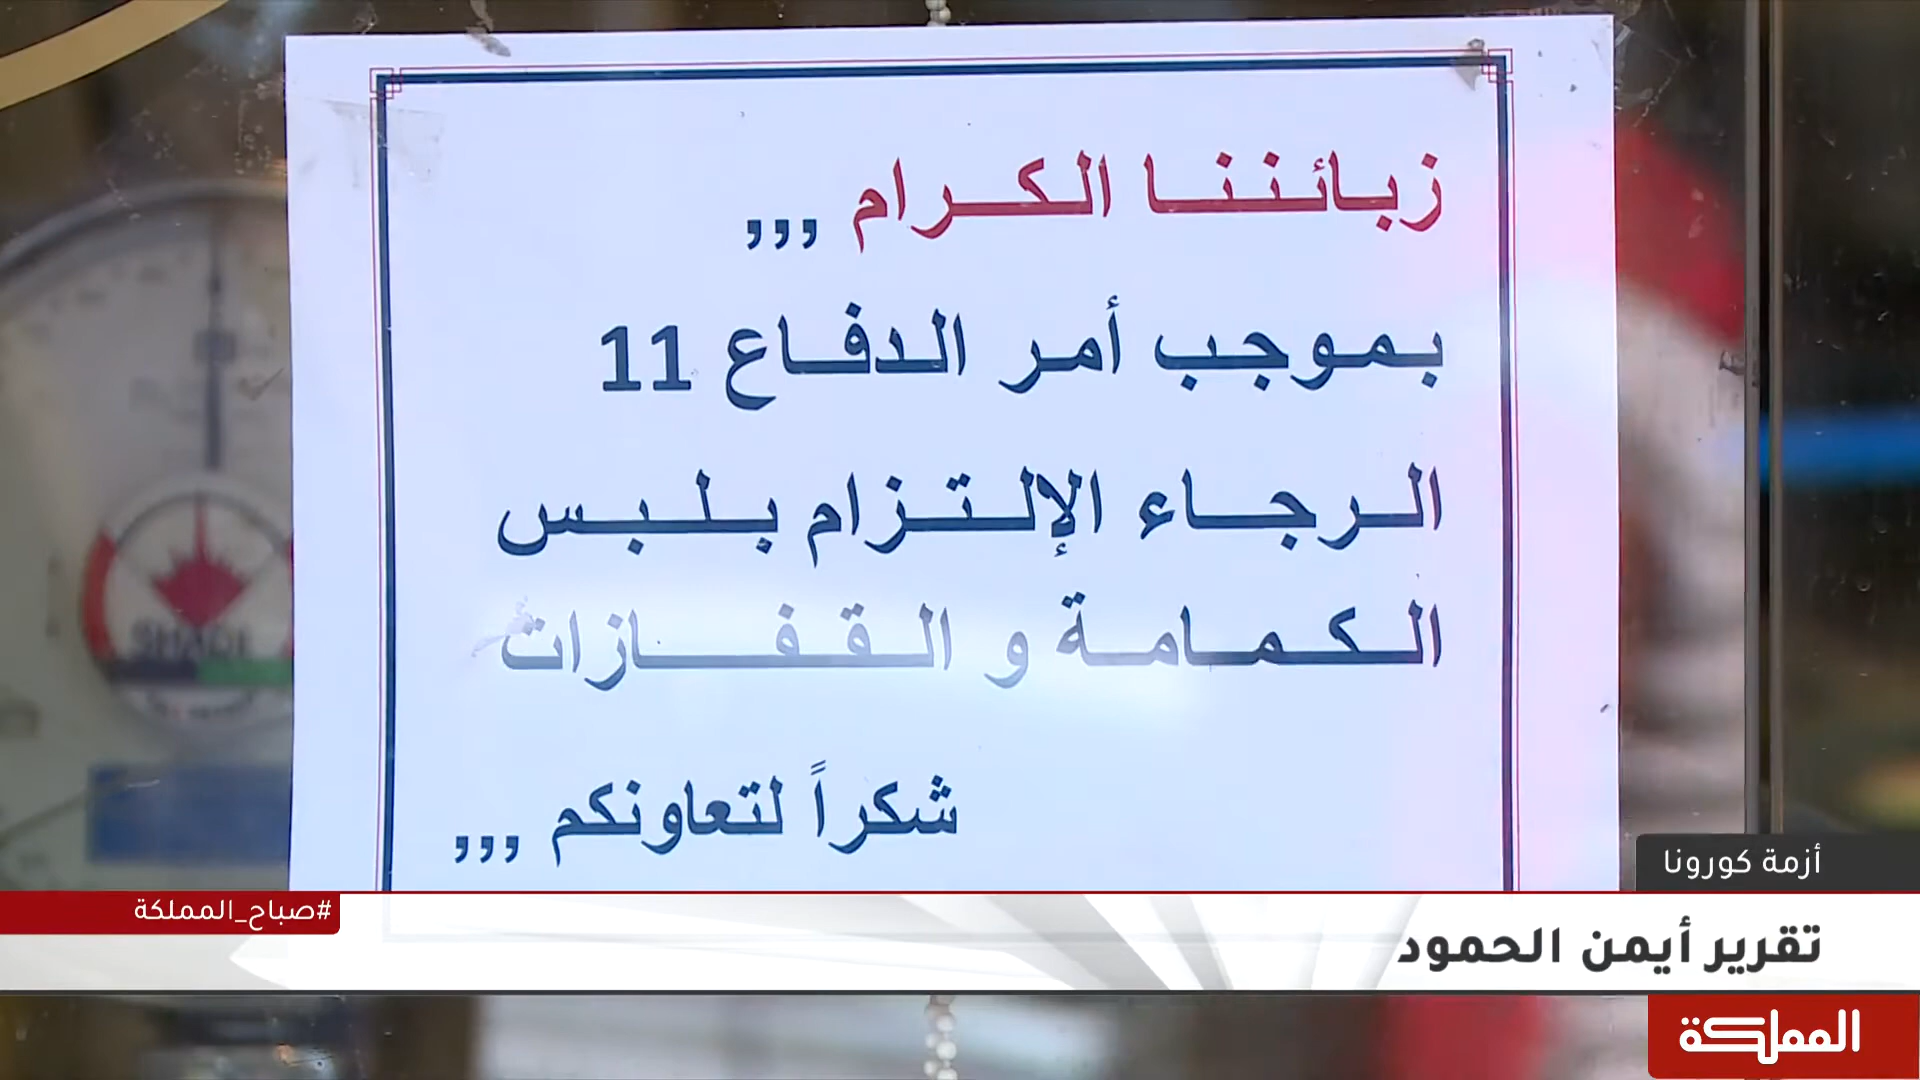 زبائننا الكرام ,,,
بموجب أمر الدفاع 11
الرجاء الإلتزام بلبس
الكمامة و القفازات
شكراً لتعاونكم ,,,
أزمة كورونا
#صباح_المملكة
تقرير أيمن الحمود
المملكة
SHADI